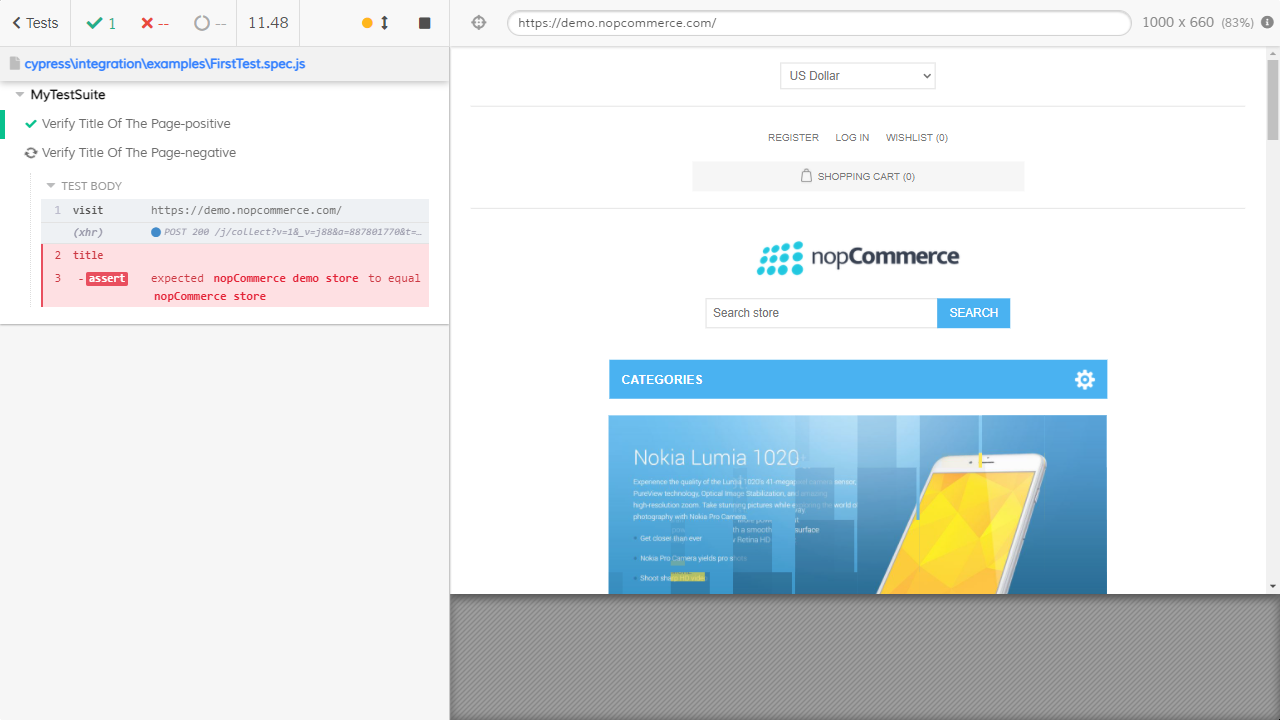 Tests
1
--
--
11.48
https://demo.nopcommerce.com/
1000 x 660 (83%)
cypress\integration\examples\FirstTest.spec.js
MyTestSuite
Verify Title Of The Page-positive
Verify Title Of The Page-negative
TEST BODY
1 visit https://demo.nopcommerce.com/
(xhr) POST 200 /j/collect?v=1&_v=j88&a=887801770&t=…
2 title
3 -assert expected nopCommerce demo store to equal
nopCommerce store
US Dollar
REGISTER LOG IN WISHLIST (0)
SHOPPING CART (0)
nopCommerce
Search store SEARCH
CATEGORIES
Nokia Lumia 1020
Experience the quality of the Lumia 1020's 41-megapixel sensor,
PureView technology, Optical Image Stabilization, and
high-resolution zoom. Take stunning pictures while the world of
photography with Nokia Pro Camera
with a smooth surface
Retina HD
Get closer than ever
Nokia Pro Camera yields pro
Shoot HD